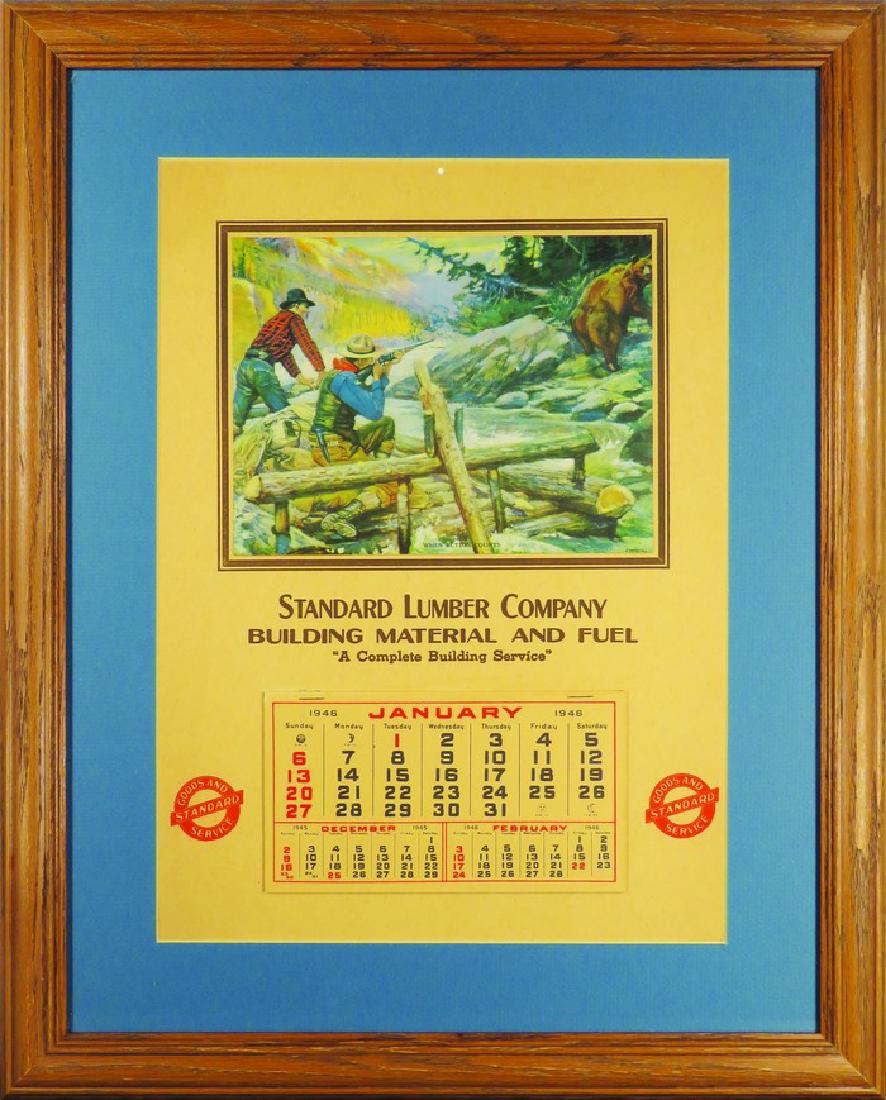 WHEN ACTION COUNTS
STANDARD LUMBER COMPANY
BUILDING MATERIAL AND FUEL
"A Complete Building Service"
1946 JANUARY 1946
Sunday Monday Tuesday Wednesday Thursday Friday Saturday
1 2 3 4 5
6 7 8 9 10 11 12
13 14 15 16 17 18 19
20 21 22 23 24 25 26
27 28 29 30 31
GOODS AND
STANDARD
SERVICE
GOODS AND
STANDARD
SERVICE
1945 DECEMBER 1945
1
2 3 4 5 6 7 8
9 10 11 12 13 14 15
16 17 18 19 20 21 22
23 30 24 31 25 26 27 28 29
1946 FEBRUARY 1946
1 2
3 4 5 6 7 8 9
10 11 12 13 14 15 16
17 18 19 20 21 22 23
24 25 26 27 28